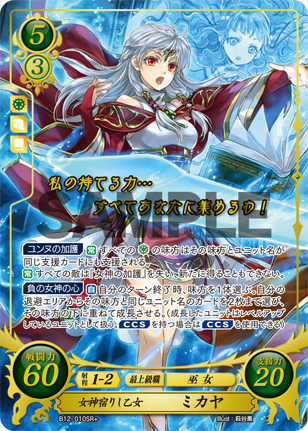 5
3
SAMPLE
私の持てる力…
すべてあなたに集めるわ！
ユンヌの加護 常 すべての の味方はその味方とユニット名が
同じ支援カードにも支援される。
常 すべての敵は『女神の加護』を失い、新たに得ることもできない。
負の女神の心 自 自分のターン終了時、味方を1体選ぶ。自分の
退避エリアからその味方と同じユニット名のカードを2枚まで選び、
その味方の下に重ねて成長させる。（成長したユニットはレベルアップ
しているユニットとして扱う。CCSを持つ場合はCCSを使用できる）
戦闘力
60
射程 1-2
最上級職
巫女
支援力
20
女神宿りし乙女 ミカヤ
B12-010SR+
Illust：萩谷薫